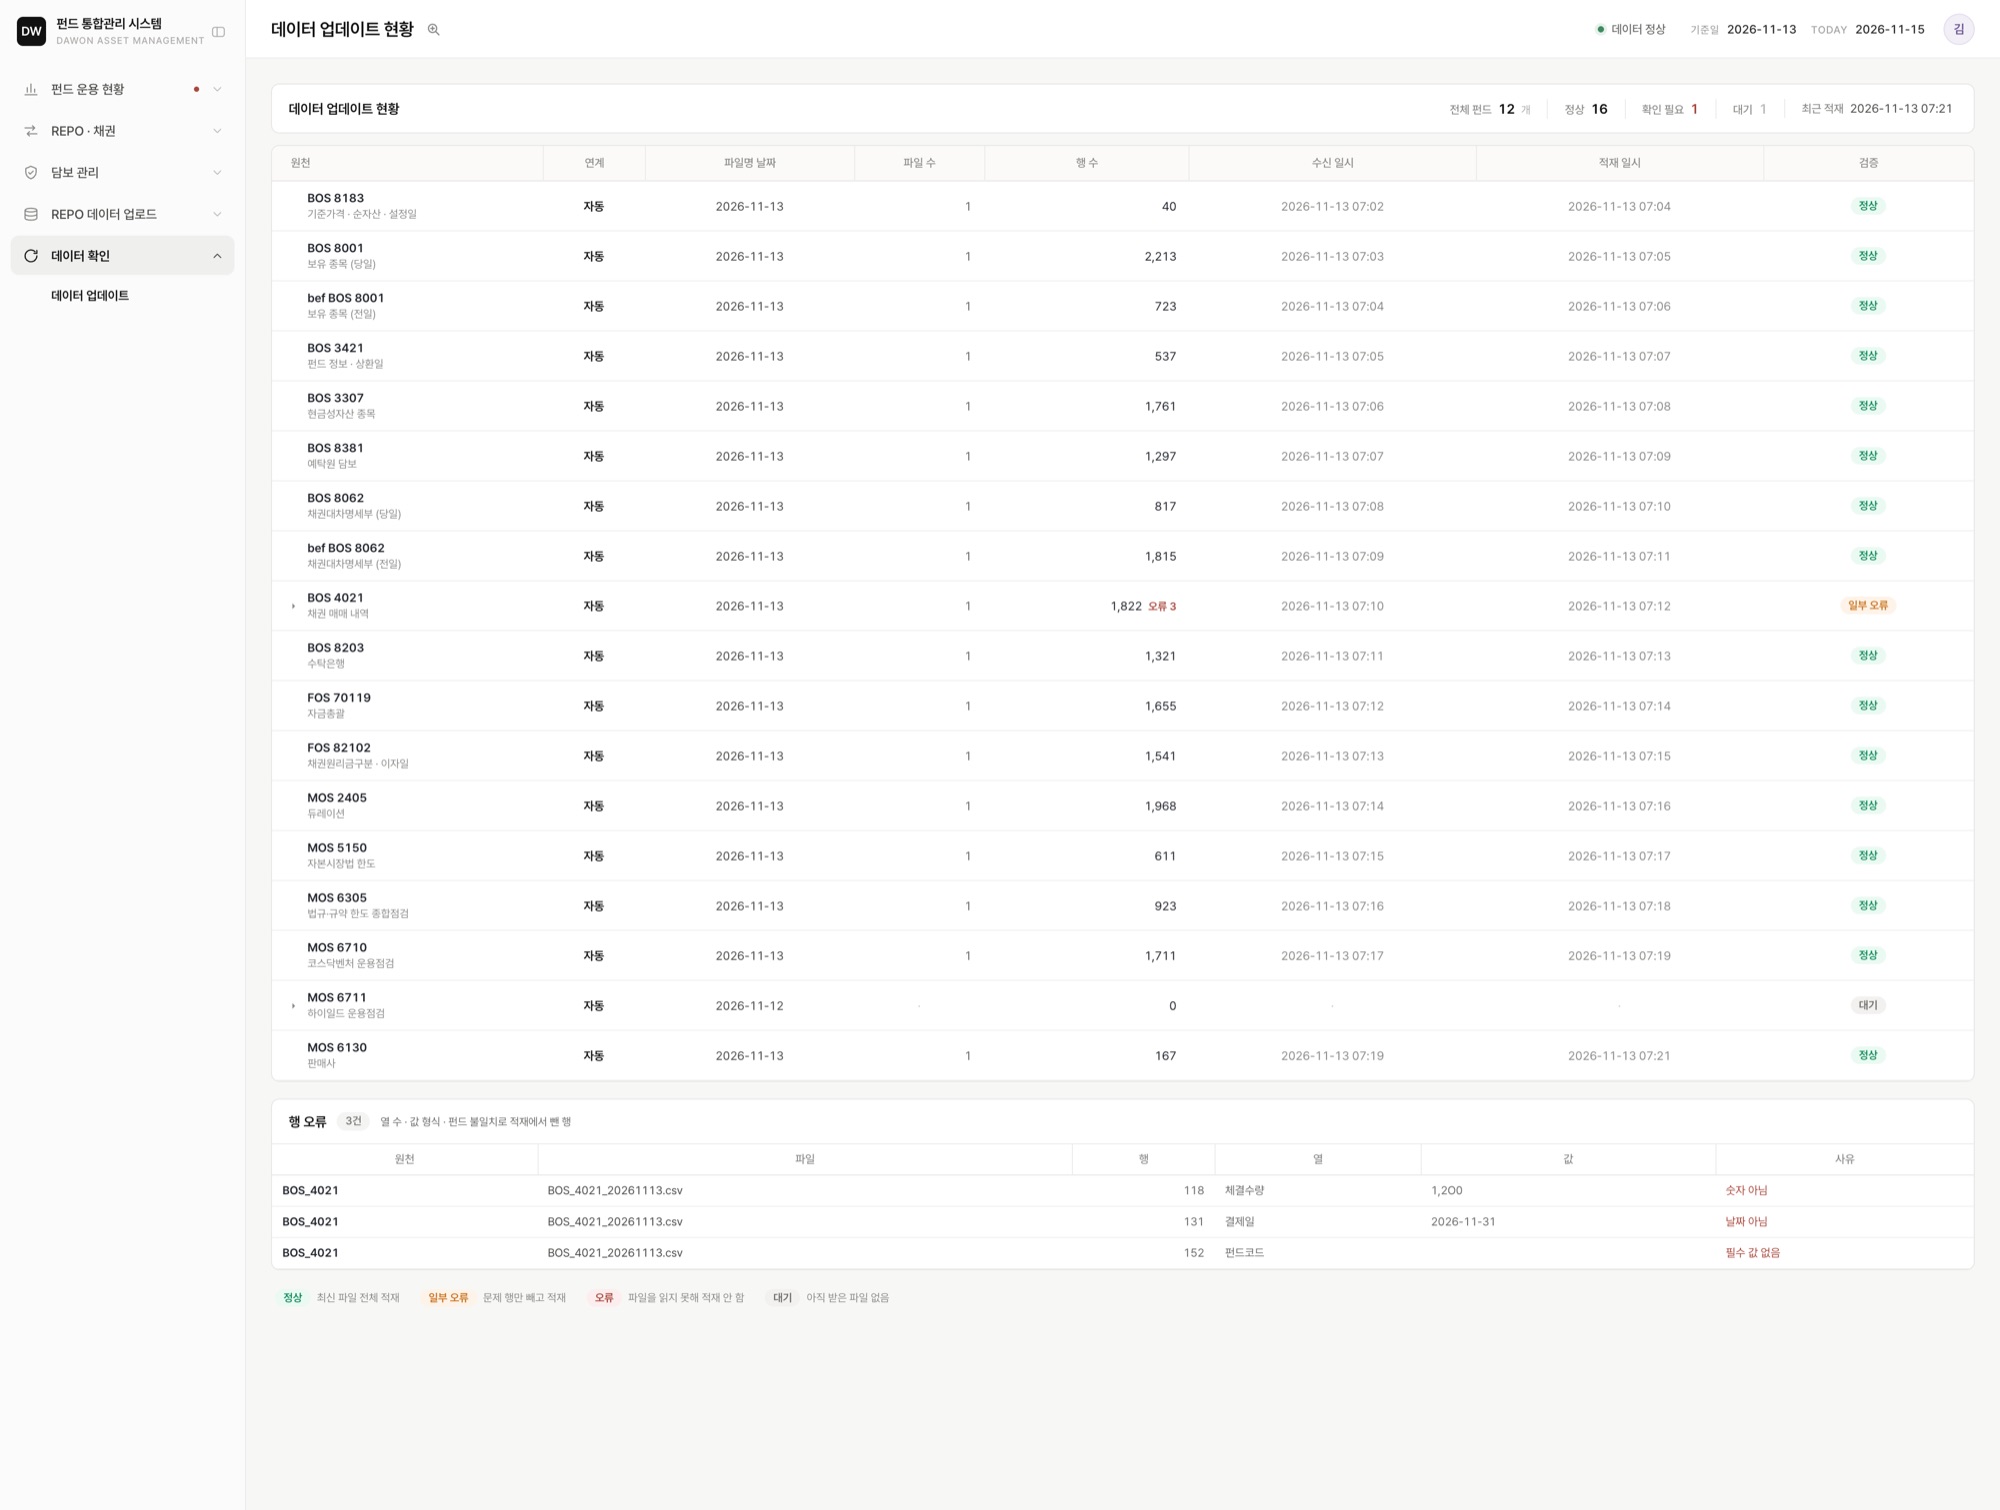 DW 펀드 통합관리 시스템
DAWON ASSET MANAGEMENT
펀드 운용 현황
REPO · 채권
담보 관리
REPO 데이터 업로드
데이터 확인
데이터 업데이트
데이터 업데이트 현황
데이터 정상 기준일 2026-11-13 TODAY 2026-11-15 김
데이터 업데이트 현황 전체 펀드 12 개 정상 16 확인 필요 1 대기 1 최근 적재 2026-11-13 07:21
원천 연계 파일명 날짜 파일 수 행 수 수신 일시 적재 일시 검증
BOS 8183 자동 2026-11-13 1 40 2026-11-13 07:02 2026-11-13 07:04 정상
기준가격 · 순자산 · 설정일
BOS 8001 자동 2026-11-13 1 2,213 2026-11-13 07:03 2026-11-13 07:05 정상
보유 종목 (당일)
bef BOS 8001 자동 2026-11-13 1 723 2026-11-13 07:04 2026-11-13 07:06 정상
보유 종목 (전일)
BOS 3421 자동 2026-11-13 1 537 2026-11-13 07:05 2026-11-13 07:07 정상
펀드 정보 · 상환일
BOS 3307 자동 2026-11-13 1 1,761 2026-11-13 07:06 2026-11-13 07:08 정상
현금성자산 종목
BOS 8381 자동 2026-11-13 1 1,297 2026-11-13 07:07 2026-11-13 07:09 정상
예탁원 담보
BOS 8062 자동 2026-11-13 1 817 2026-11-13 07:08 2026-11-13 07:10 정상
채권대차명세부 (당일)
bef BOS 8062 자동 2026-11-13 1 1,815 2026-11-13 07:09 2026-11-13 07:11 정상
채권대차명세부 (전일)
BOS 4021 자동 2026-11-13 1 1,822 오류 3 2026-11-13 07:10 2026-11-13 07:12 일부 오류
채권 매매 내역
BOS 8203 자동 2026-11-13 1 1,321 2026-11-13 07:11 2026-11-13 07:13 정상
수탁은행
FOS 70119 자동 2026-11-13 1 1,655 2026-11-13 07:12 2026-11-13 07:14 정상
자금총괄
FOS 82102 자동 2026-11-13 1 1,541 2026-11-13 07:13 2026-11-13 07:15 정상
채권원리금구분 · 이자일
MOS 2405 자동 2026-11-13 1 1,968 2026-11-13 07:14 2026-11-13 07:16 정상
듀레이션
MOS 5150 자동 2026-11-13 1 611 2026-11-13 07:15 2026-11-13 07:17 정상
자본시장법 한도
MOS 6305 자동 2026-11-13 1 923 2026-11-13 07:16 2026-11-13 07:18 정상
법규·규약 한도 종합점검
MOS 6710 자동 2026-11-13 1 1,711 2026-11-13 07:17 2026-11-13 07:19 정상
코스닥벤처 운용점검
MOS 6711 자동 2026-11-12 · 0 · · 대기
하이일드 운용점검
MOS 6130 자동 2026-11-13 1 167 2026-11-13 07:19 2026-11-13 07:21 정상
판매사
행 오류 3건 열 수 · 값 형식 · 펀드 불일치로 적재에서 뺀 행
원천 파일 행 열 값 사유
BOS_4021 BOS_4021_20261113.csv 118 체결수량 1,2O0 숫자 아님
BOS_4021 BOS_4021_20261113.csv 131 결제일 2026-11-31 날짜 아님
BOS_4021 BOS_4021_20261113.csv 152 펀드코드 필수 값 없음
정상 최신 파일 전체 적재 일부 오류 문제 행만 빼고 적재 오류 파일을 읽지 못해 적재 안 함 대기 아직 받은 파일 없음